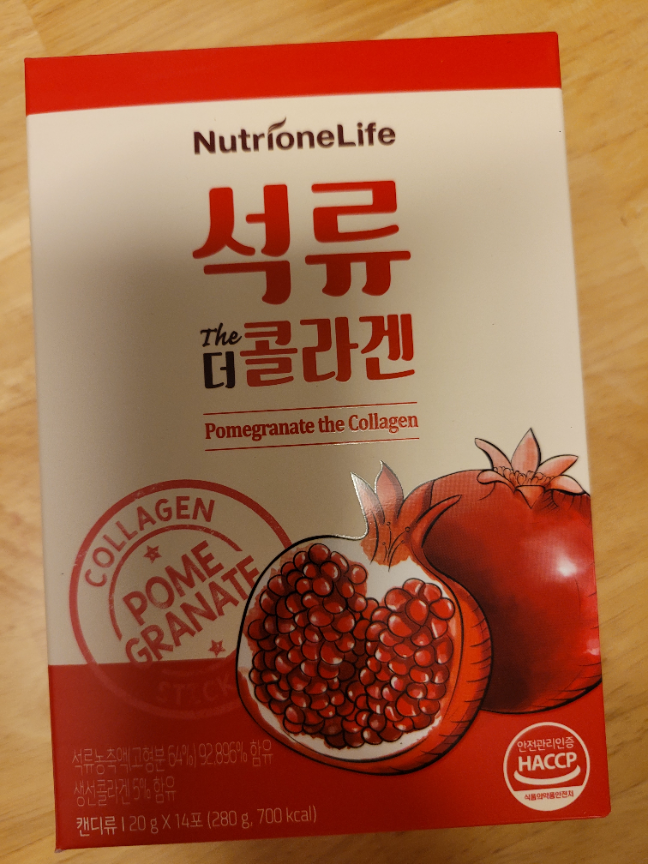 NutrioneLife
석류
The
더콜라겐
Pomegranate the Collagen
COLLAGEN
POME
GRANATE
STICK
석류농축액(고형분 64%) 92.896% 함유
생선콜라겐 5% 함유
캔디류 | 20 g X 14포 (280 g, 700 kcal)
안전관리인증
HACCP
식품의약품안전처